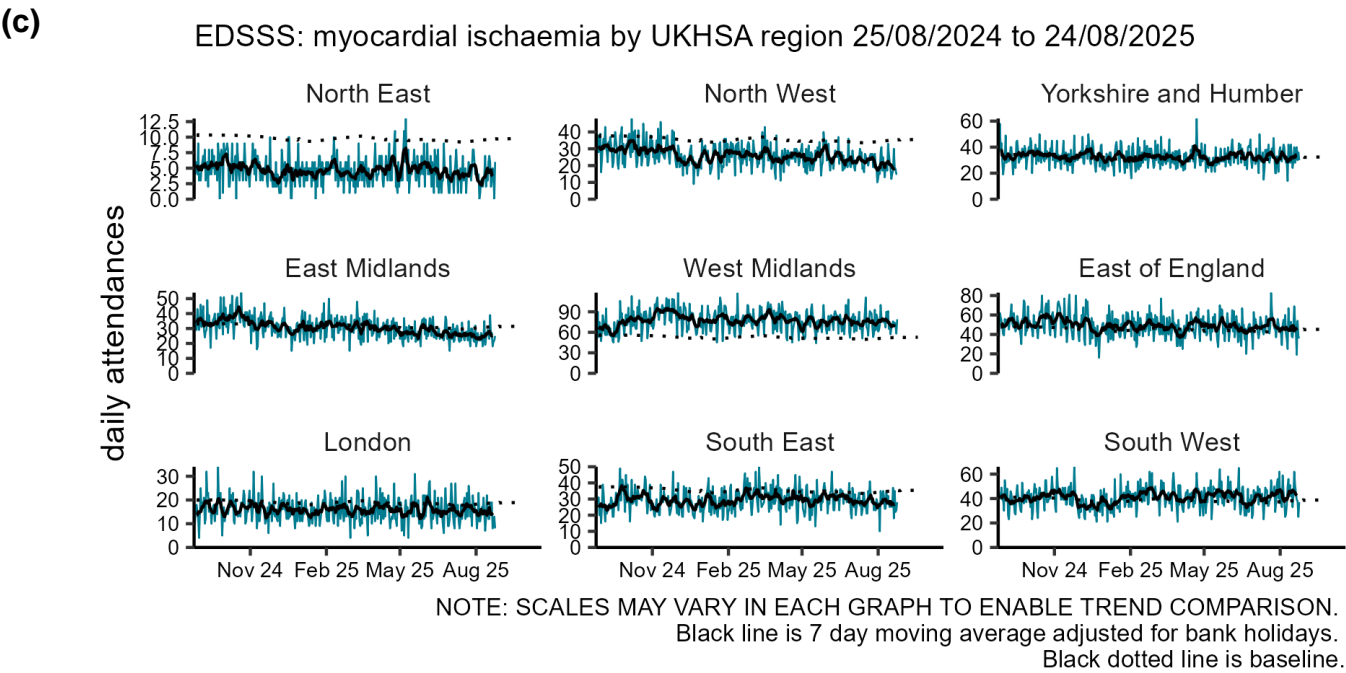 (c)
EDSSS: myocardial ischaemia by UKHSA region 25/08/2024 to 24/08/2025
daily attendances
North East
12.5
10.0
7.5
5.0
2.5
0.0
North West
40
30
20
10
0
Yorkshire and Humber
60
40
20
0
East Midlands
50
40
30
20
10
0
West Midlands
90
60
30
0
East of England
80
60
40
20
0
London
30
20
10
0
Nov 24 Feb 25 May 25 Aug 25
South East
50
40
30
20
10
0
Nov 24 Feb 25 May 25 Aug 25
South West
60
40
20
0
Nov 24 Feb 25 May 25 Aug 25
NOTE: SCALES MAY VARY IN EACH GRAPH TO ENABLE TREND COMPARISON.
Black line is 7 day moving average adjusted for bank holidays.
Black dotted line is baseline.